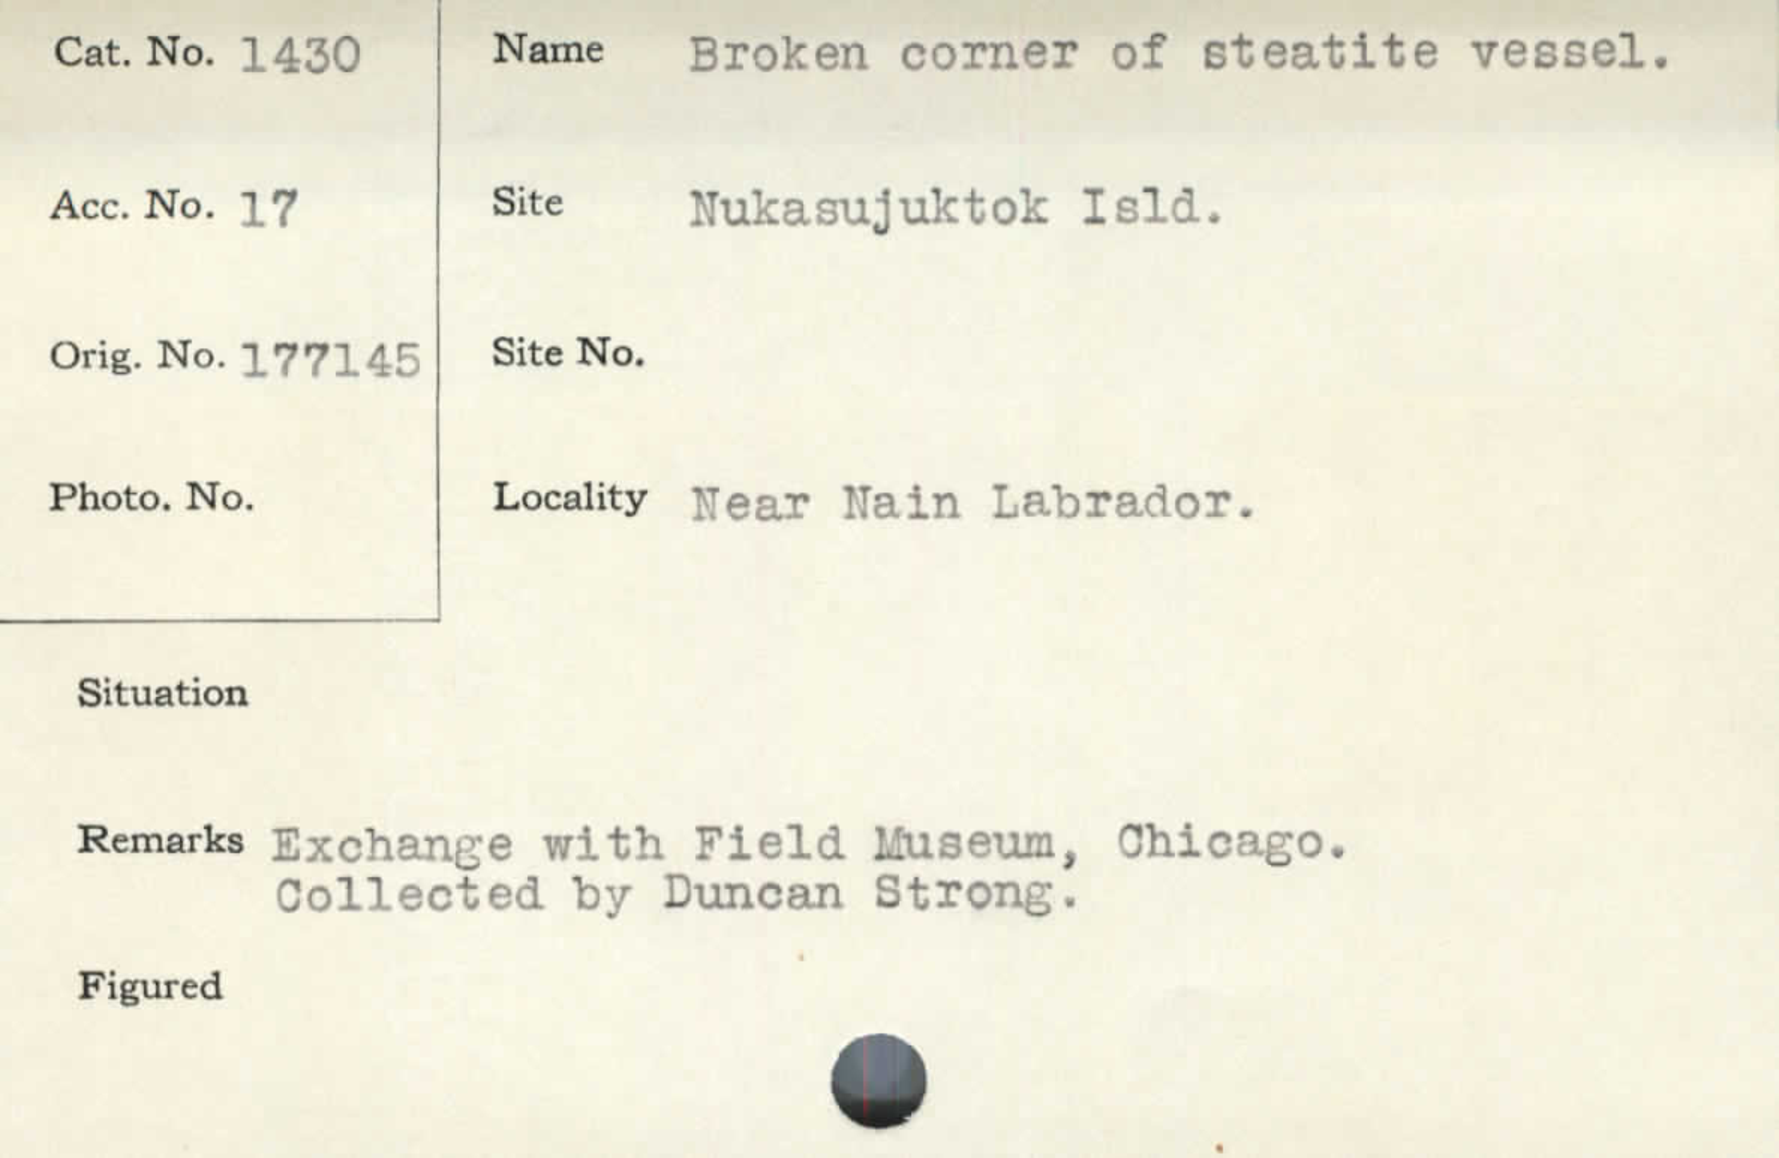 Cat. No. 1430
Name Broken corner of steatite vessel.
Acc. No. 17
Site Nukasujuktok Isld.
Orig. No. 177145
Site No.
Photo. No.
Locality Near Nain Labrador.
Situation
Remarks Exchange with Field Museum, Chicago.
Collected by Duncan Strong.
Figured